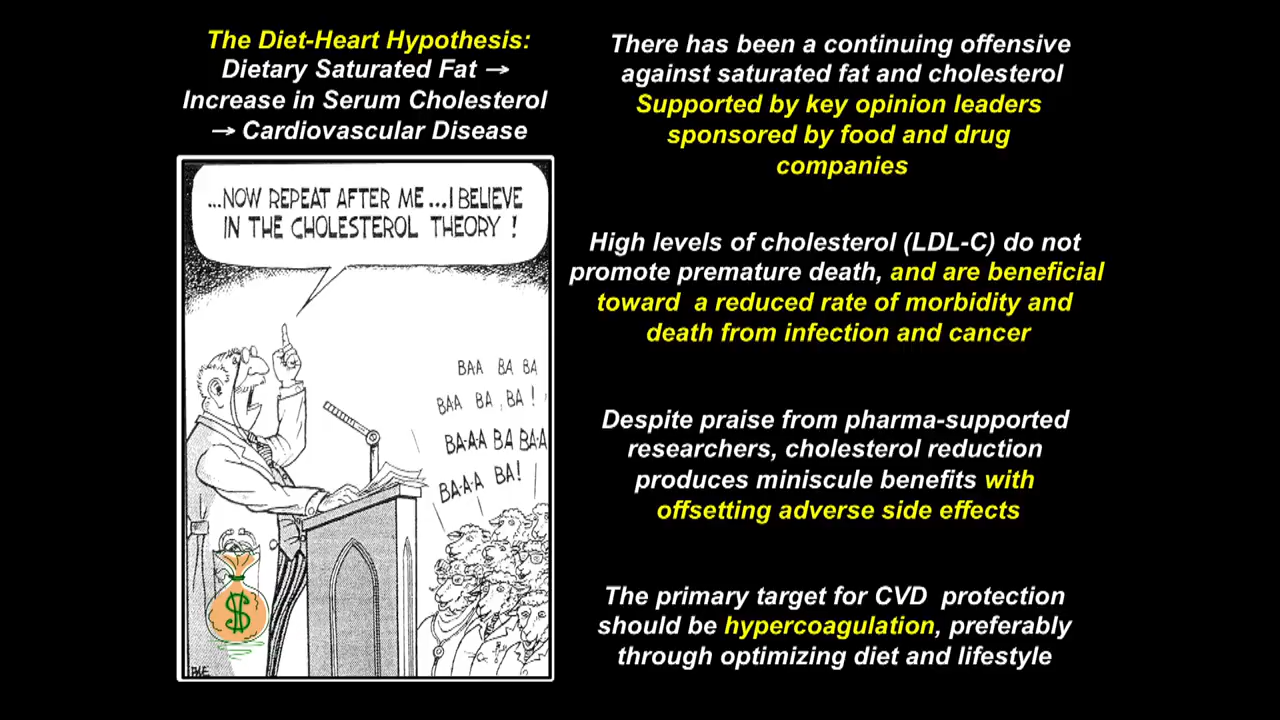 The Diet-Heart Hypothesis:
Dietary Saturated Fat →
Increase in Serum Cholesterol
→ Cardiovascular Disease
...NOW REPEAT AFTER ME...I BELIEVE
IN THE CHOLESTEROL THEORY !
BAA BA BA
BAA BA, BA !
BA-A-A BA BA-A
BA-A-A BA!
$
There has been a continuing offensive
against saturated fat and cholesterol
Supported by key opinion leaders
sponsored by food and drug
companies
High levels of cholesterol (LDL-C) do not
promote premature death, and are beneficial
toward a reduced rate of morbidity and
death from infection and cancer
Despite praise from pharma-supported
researchers, cholesterol reduction
produces miniscule benefits with
offsetting adverse side effects
The primary target for CVD protection
should be hypercoagulation, preferably
through optimizing diet and lifestyle